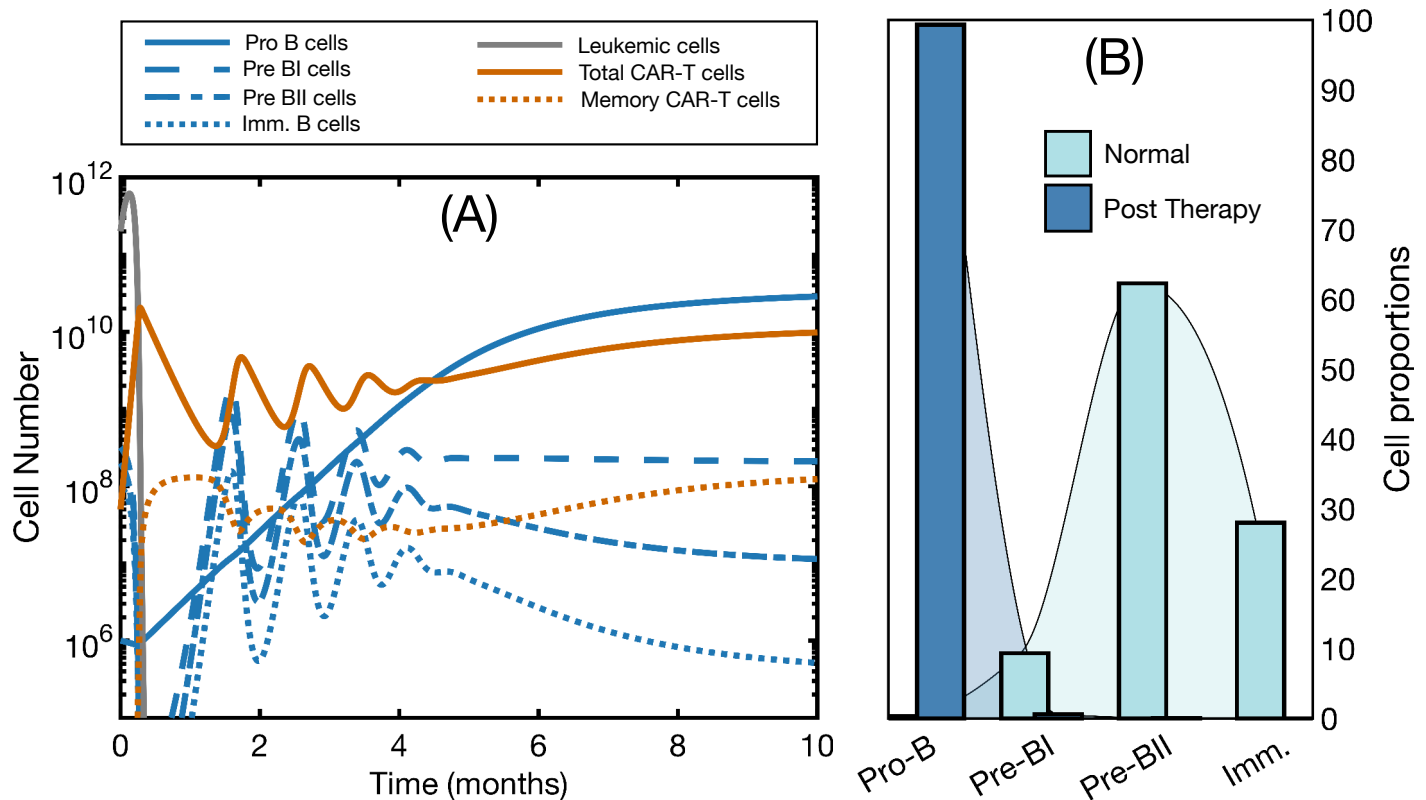 Pro B cells
Pre BI cells
Pre BII cells
Imm. B cells
Leukemic cells
Total CAR-T cells
Memory CAR-T cells
(A)
Cell Number
10^12
10^10
10^8
10^6
0 2 4 6 8 10
Time (months)
(B)
Normal
Post Therapy
100
90
80
70
60
50
40
30
20
10
0
Cell proportions
Pro-B Pre-BI Pre-BII Imm.